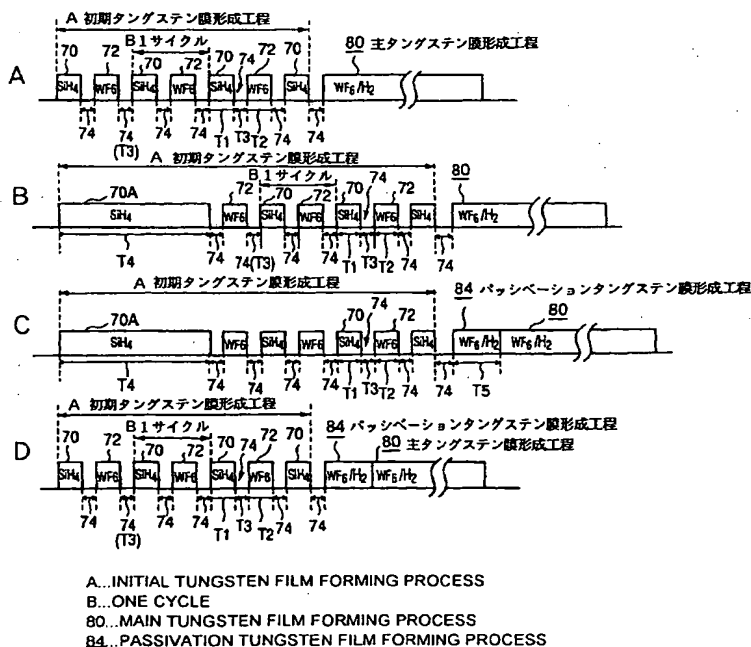 A 初期タングステン膜形成工程
B 1サイクル
70 72 70 72 70 74 72 70 80 主タングステン膜形成工程
A
SiH4 WF6 SiH4 WF6 SiH4 WF6 SiH4 WF6/H2
74 74 74 74 74 T1 T3 T2 74 74
(T3)
A 初期タングステン膜形成工程
B 1サイクル
B
70A 72 70 72 70 74 72 80
SiH4 WF6 SiH4 WF6 SiH4 WF6 SiH4 WF6/H2
T4 74 74(T3) 74 74 T1 T3 T2 74 74
A 初期タングステン膜形成工程
84 パッシベーションタングステン膜形成工程
C
70A 70 74 72 80
SiH4 WF6 SiH4 WF6 SiH4 WF6 SiH4 WF6/H2 WF6/H2
T4 74 74 74 74 T1 T3 T2 74 74 T5
A 初期タングステン膜形成工程
B 1サイクル
84 パッシベーションタングステン膜形成工程
80 主タングステン膜形成工程
D
70 72 70 72 70 74 72 70
SiH4 WF6 SiH4 WF6 SiH4 WF6 SiH4 WF6/H2 WF6/H2
74 74 74 74 74 T1 T3 T2 74 74
(T3)
A...INITIAL TUNGSTEN FILM FORMING PROCESS
B...ONE CYCLE
80...MAIN TUNGSTEN FILM FORMING PROCESS
84...PASSIVATION TUNGSTEN FILM FORMING PROCESS